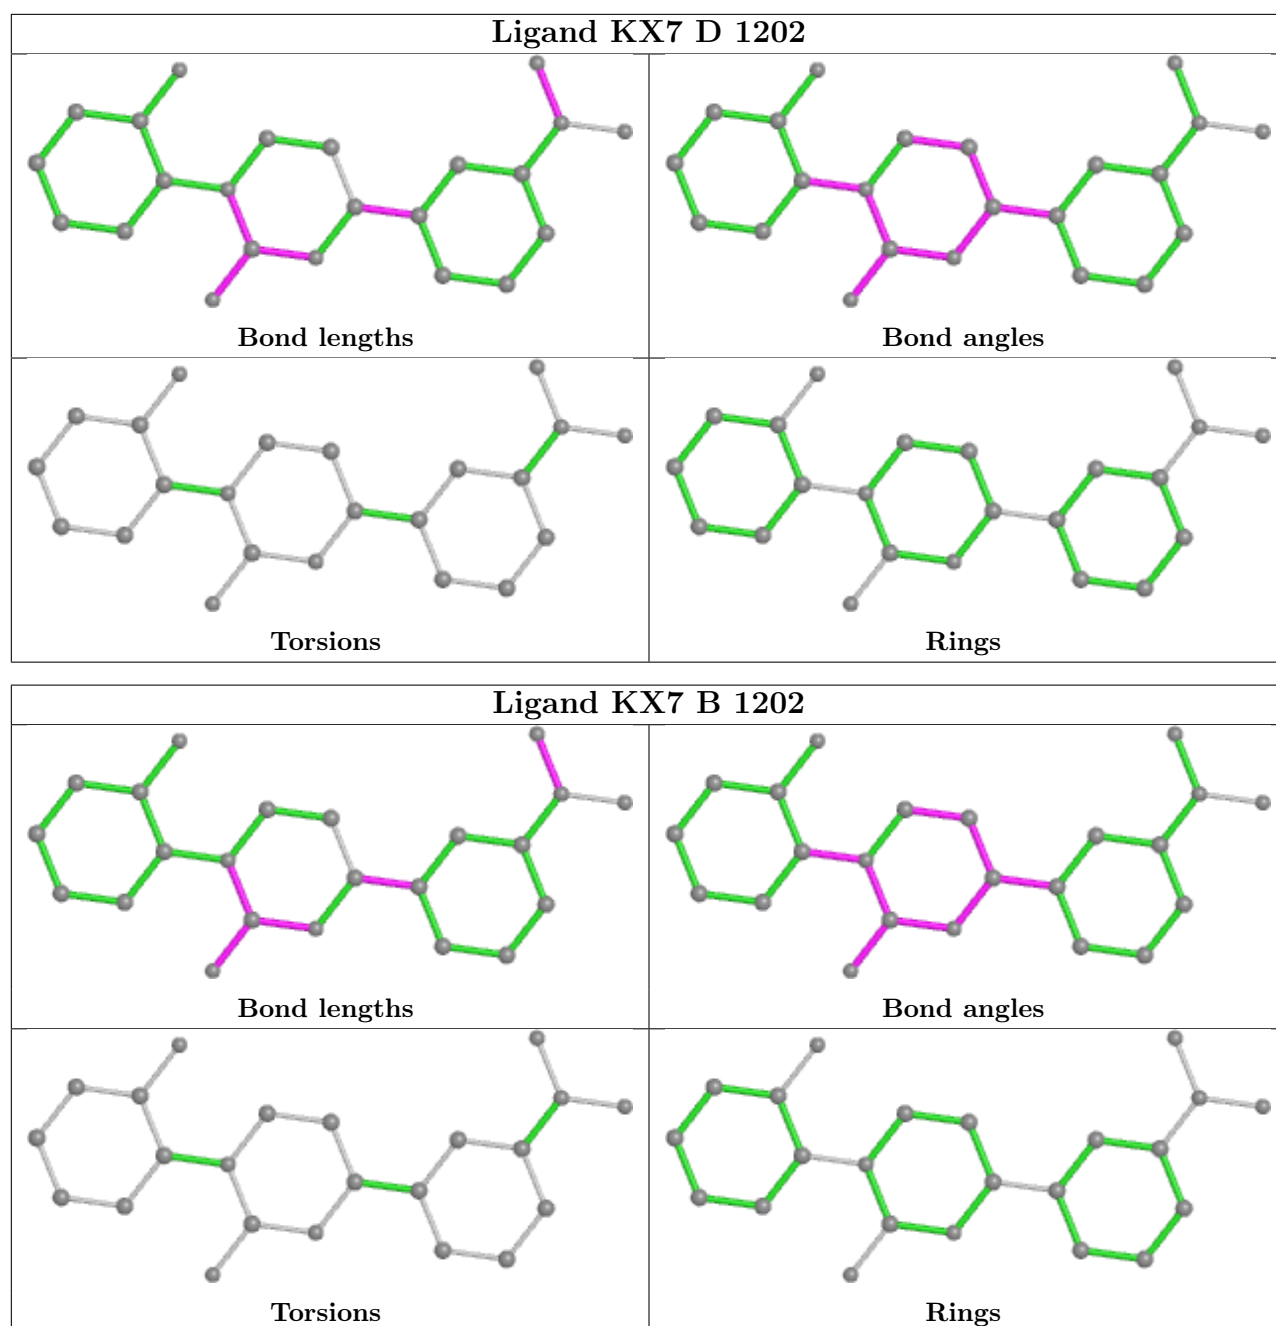 Ligand KX7 D 1202
Bond lengths
Bond angles
Torsions
Rings
Ligand KX7 B 1202
Bond lengths
Bond angles
Torsions
Rings